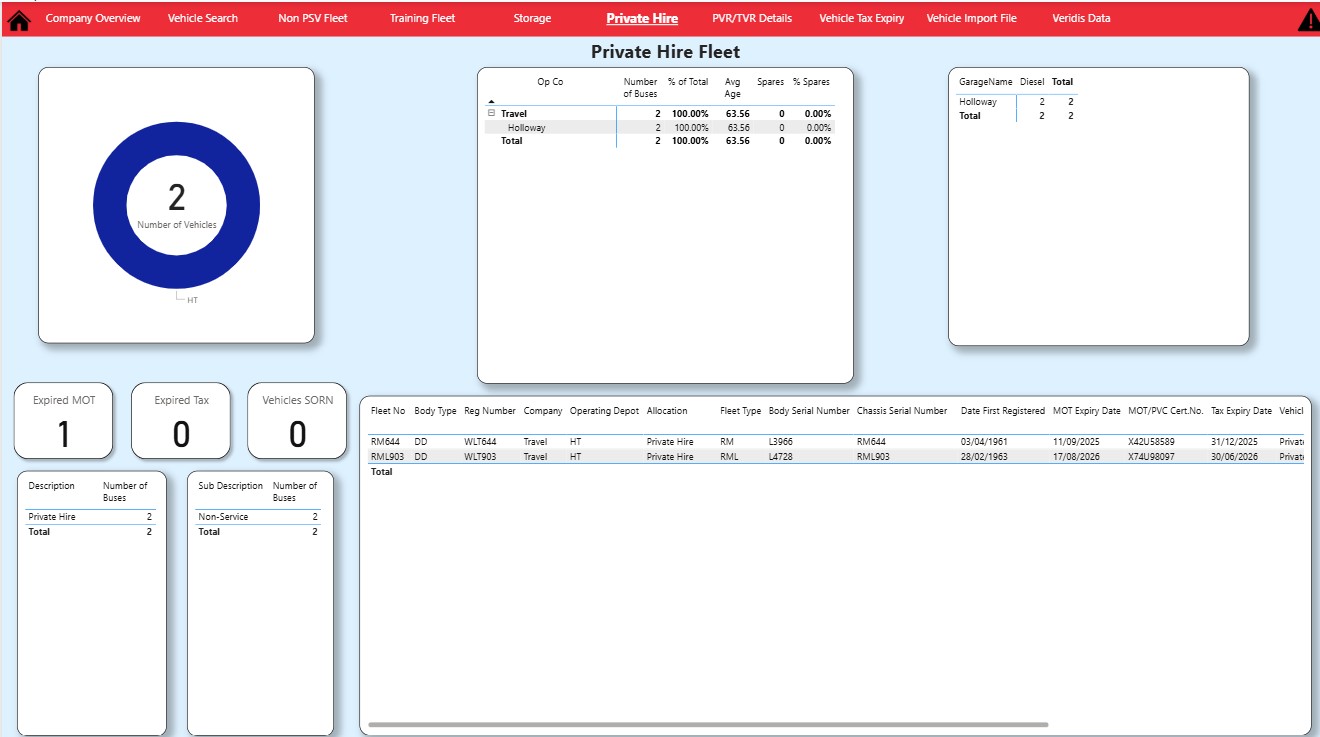 Company Overview Vehicle Search Non PSV Fleet Training Fleet Storage Private Hire PVR/TVR Details Vehicle Tax Expiry Vehicle Import File Veridis Data
Private Hire Fleet
2
Number of Vehicles
HT
Op Co Number of Buses % of Total Avg Age Spares % Spares
Travel 2 100.00% 63.56 0 0.00%
Holloway 2 100.00% 63.56 0 0.00%
Total 2 100.00% 63.56 0 0.00%
GarageName Diesel Total
Holloway 2 2
Total 2 2
Expired MOT
1
Expired Tax
0
Vehicles SORN
0
Description Number of Buses
Private Hire 2
Total 2
Sub Description Number of Buses
Non-Service 2
Total 2
Fleet No Body Type Reg Number Company Operating Depot Allocation Fleet Type Body Serial Number Chassis Serial Number Date First Registered MOT Expiry Date MOT/PVC Cert.No. Tax Expiry Date Vehicl
RM644 DD WLT644 Travel HT Private Hire RM L3966 RM644 03/04/1961 11/09/2025 X42U58589 31/12/2025 Privat
RML903 DD WLT903 Travel HT Private Hire RML L4728 RML903 28/02/1963 17/08/2026 X74U98097 30/06/2026 Privat
Total